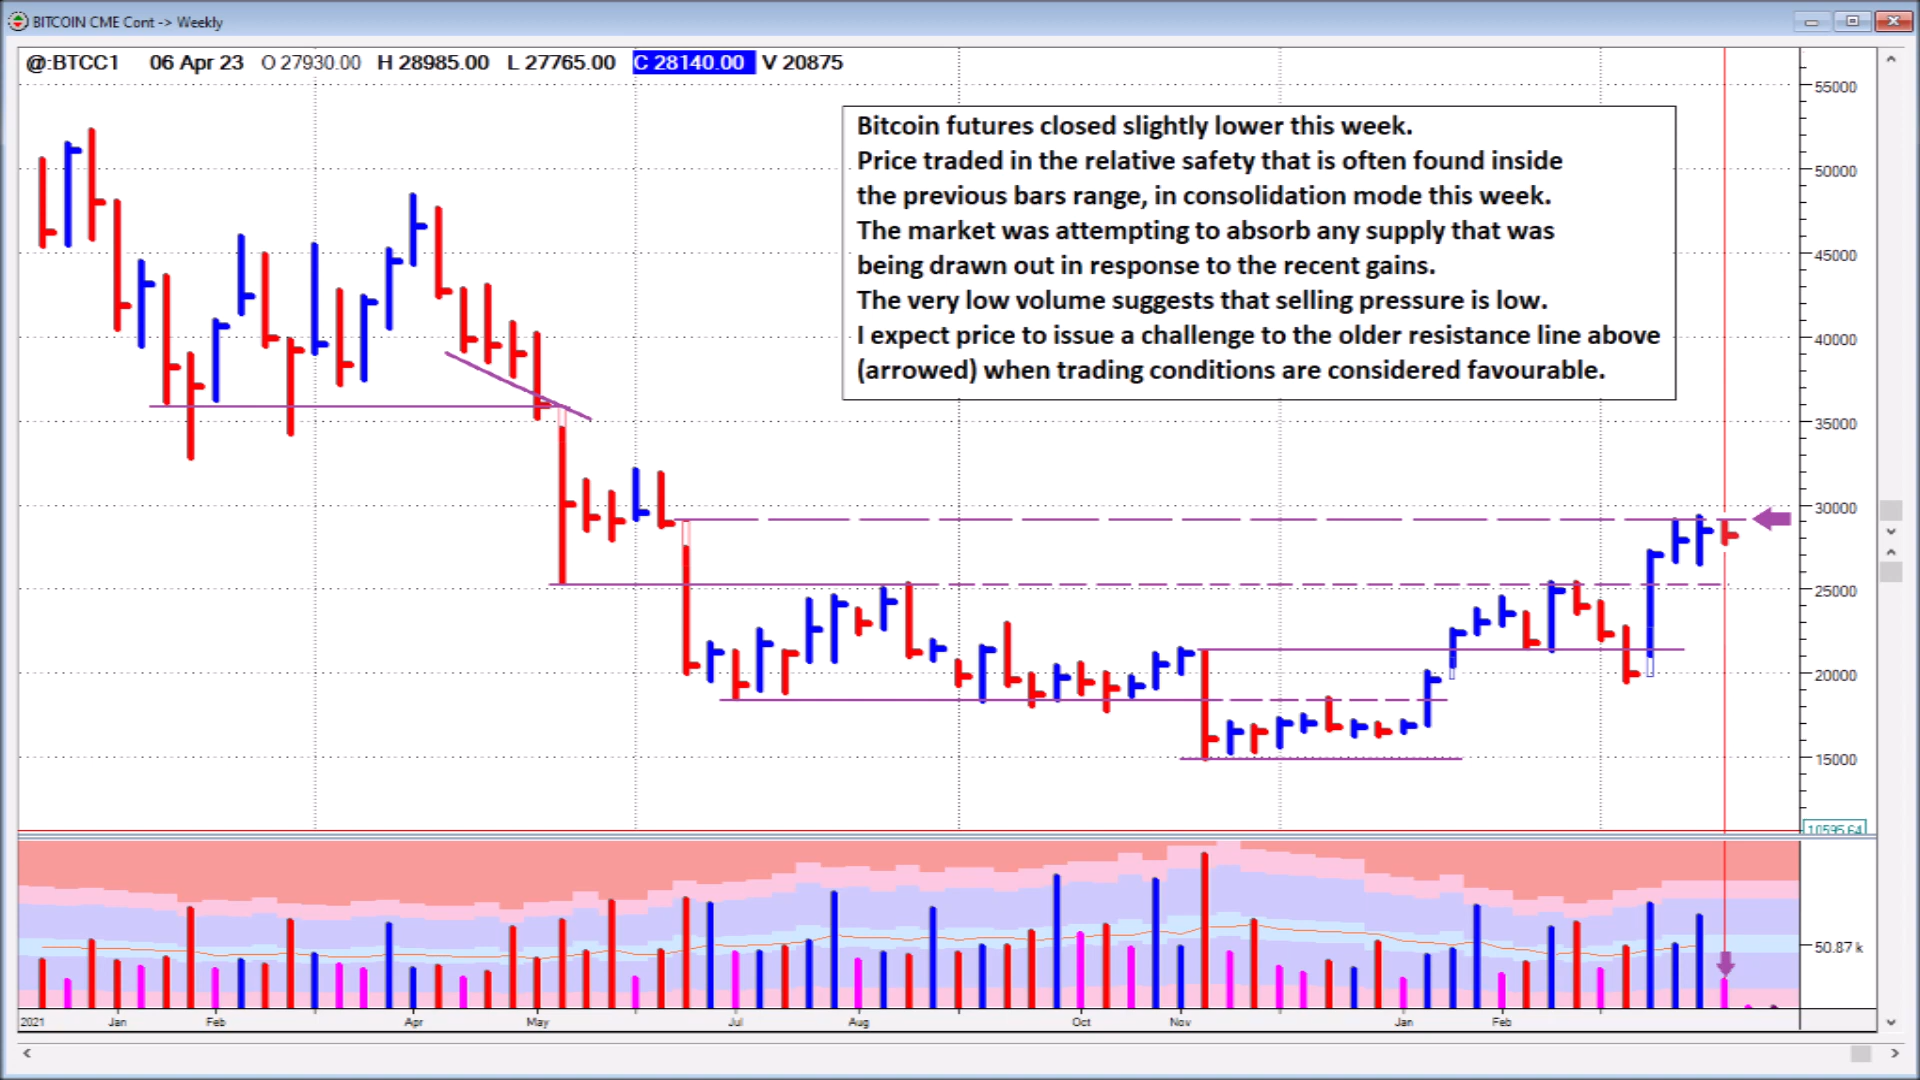 BITCOIN CME Cont -> Weekly
@:BTCC1 06 Apr 23 O 27930.00 H 28985.00 L 27765.00 C 28140.00 V 20875
Bitcoin futures closed slightly lower this week.
Price traded in the relative safety that is often found inside
the previous bars range, in consolidation mode this week.
The market was attempting to absorb any supply that was
being drawn out in response to the recent gains.
The very low volume suggests that selling pressure is low.
I expect price to issue a challenge to the older resistance line above
(arrowed) when trading conditions are considered favourable.
55000
50000
45000
40000
35000
30000
25000
20000
15000
10595.64
50.87 k
2021 Jan Feb Apr May Jul Aug Oct Nov Jan Feb